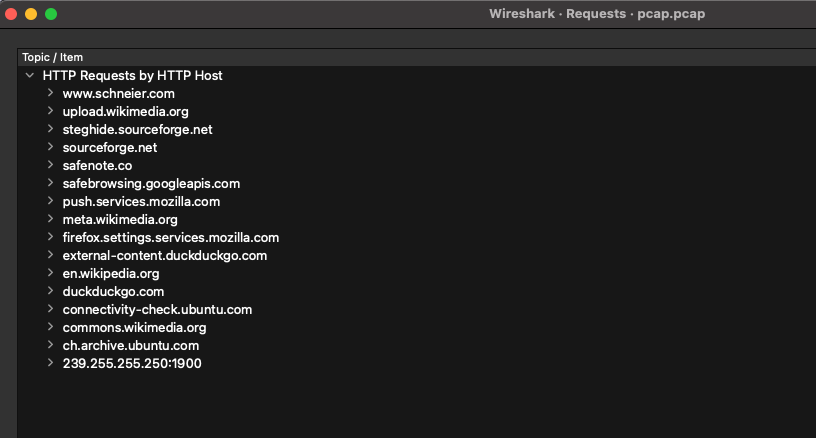 Wireshark · Requests · pcap.pcap
Topic / Item
HTTP Requests by HTTP Host
www.schneier.com
upload.wikimedia.org
steghide.sourceforge.net
sourceforge.net
safenote.co
safebrowsing.googleapis.com
push.services.mozilla.com
meta.wikimedia.org
firefox.settings.services.mozilla.com
external-content.duckduckgo.com
en.wikipedia.org
duckduckgo.com
connectivity-check.ubuntu.com
commons.wikimedia.org
ch.archive.ubuntu.com
239.255.255.250:1900